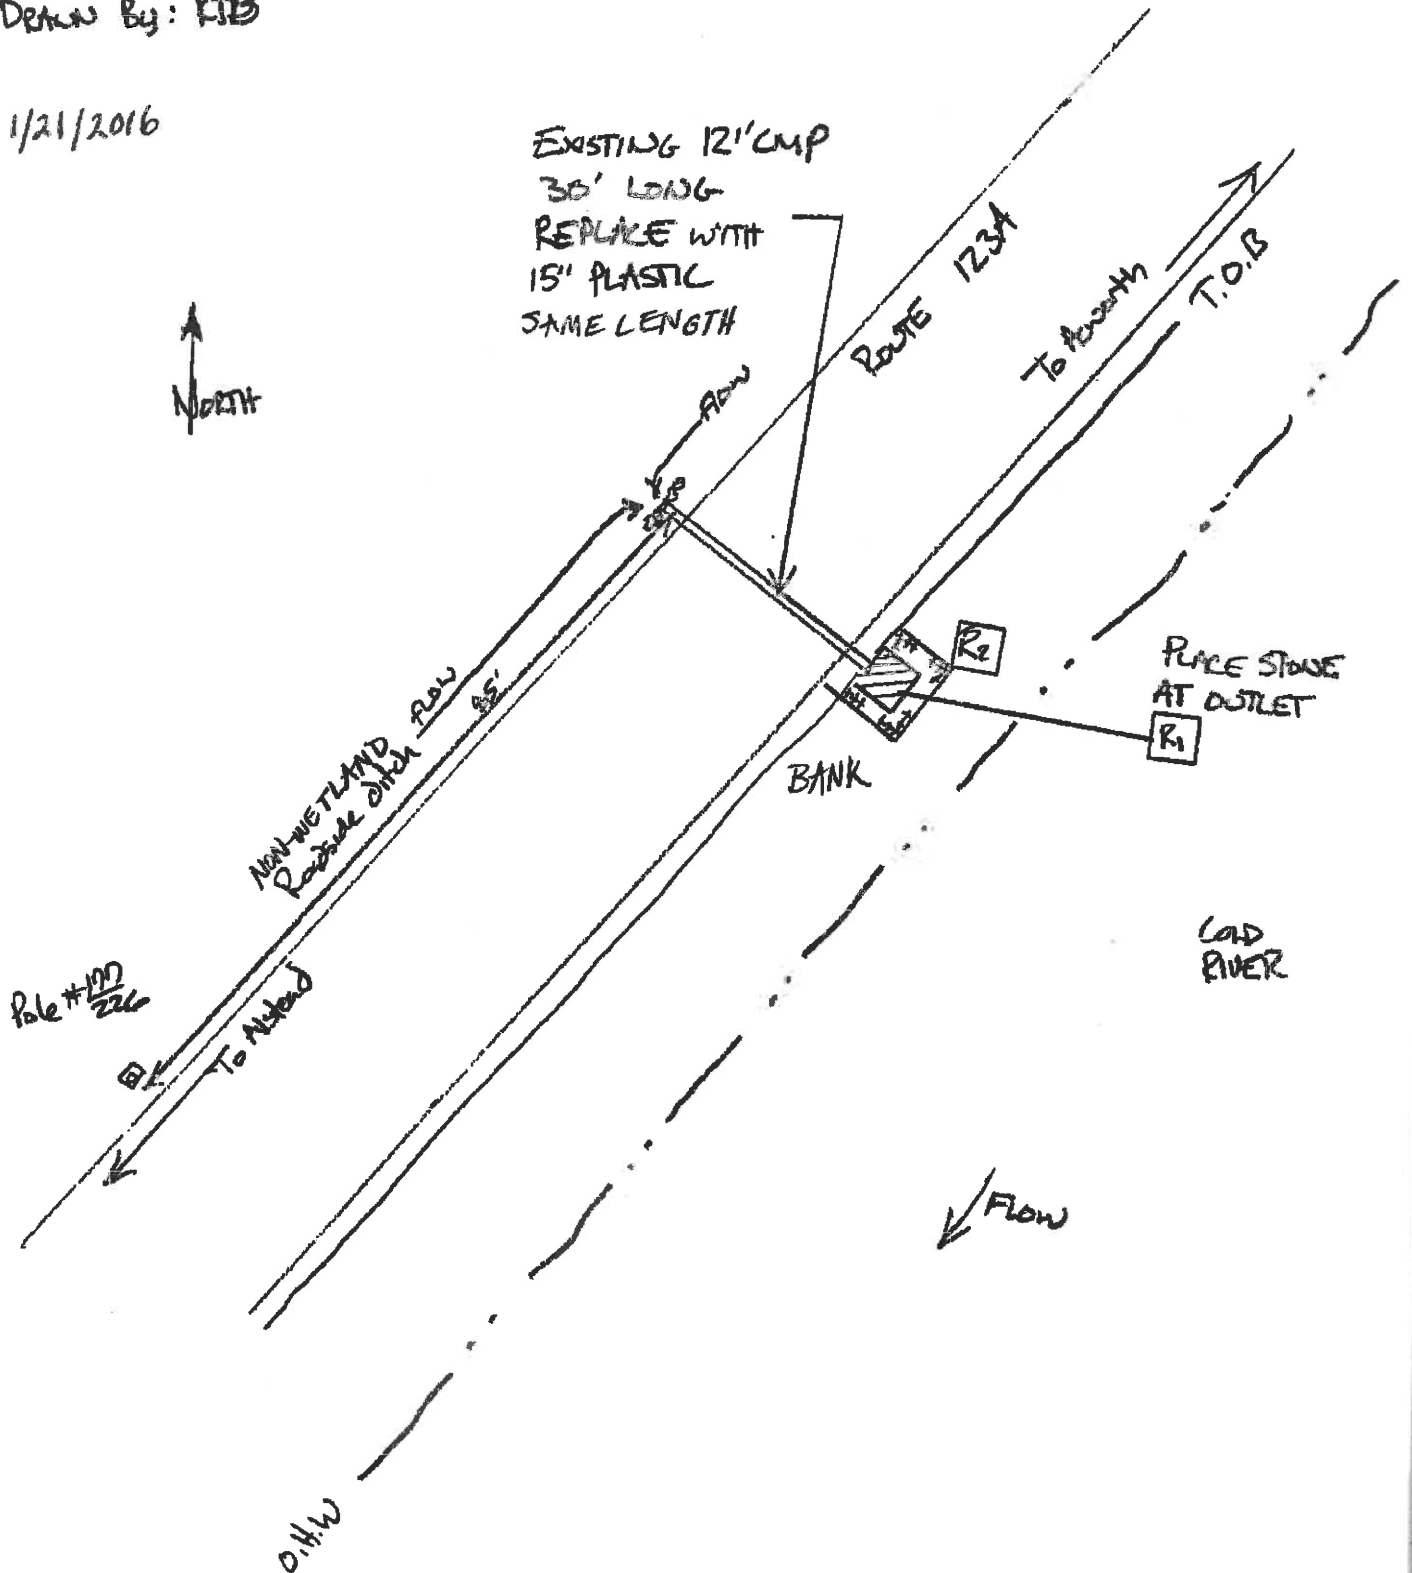 DRAWN By:
1/21/2016
EXISTING 12" CMP
30' LONG
REPLACE WITH
15" PLASTIC
SAME LENGTH
ROUTE 123A
To Acworth
T.O.B
NORTH
FLOW
R2
PLACE STONE
AT OUTLET
R1
FLOW
NON-WETLAND
Roadside ditch
BANK
COLD
RIVER
Pole #
226
To Alstead
FLOW
O.H.W